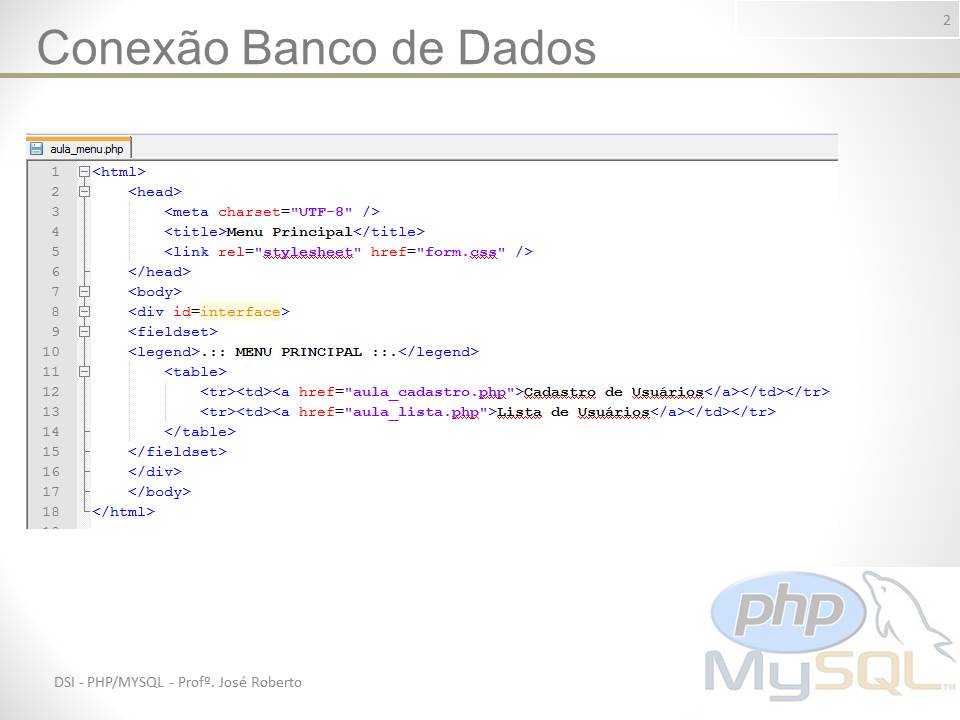 2
Conexão Banco de Dados
aula_menu.php
1 <html>
2 <head>
3 <meta charset="UTF-8" />
4 <title>Menu Principal</title>
5 <link rel="stylesheet" href="form.css" />
6 </head>
7 <body>
8 <div id=interface>
9 <fieldset>
10 <legend>.:: MENU PRINCIPAL ::.</legend>
11 <table>
12 <tr><td><a href="aula_cadastro.php">Cadastro de Usuários</a></td></tr>
13 <tr><td><a href="aula_lista.php">Lista de Usuários</a></td></tr>
14 </table>
15 </fieldset>
16 </div>
17 </body>
18 </html>
php
MySQL™
DSI - PHP/MYSQL - Profº. José Roberto